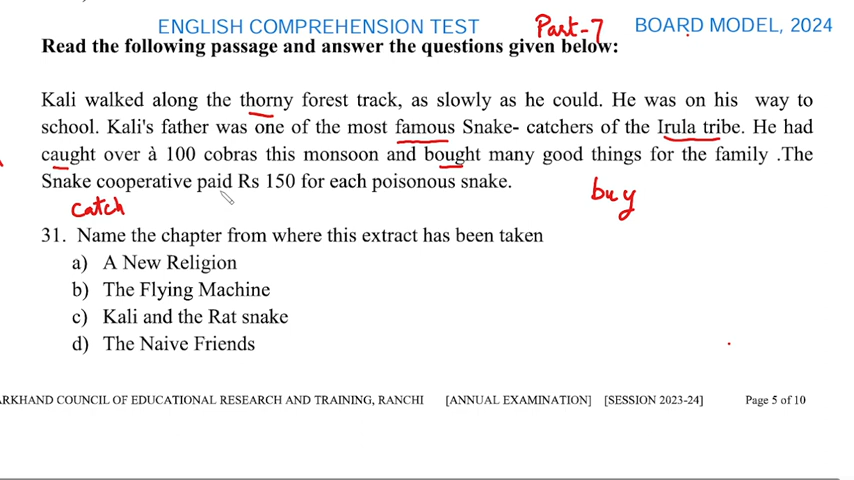 ENGLISH COMPREHENSION TEST Part-7 BOARD MODEL, 2024
Read the following passage and answer the questions given below:
Kali walked along the thorny forest track, as slowly as he could. He was on his way to
school. Kali's father was one of the most famous Snake- catchers of the Irula tribe. He had
caught over à 100 cobras this monsoon and bought many good things for the family .The
Snake cooperative paid Rs 150 for each poisonous snake.
catch buy
31. Name the chapter from where this extract has been taken
a) A New Religion
b) The Flying Machine
c) Kali and the Rat snake
d) The Naive Friends
ARKHAND COUNCIL OF EDUCATIONAL RESEARCH AND TRAINING, RANCHI [ANNUAL EXAMINATION] [SESSION 2023-24] Page 5 of 10